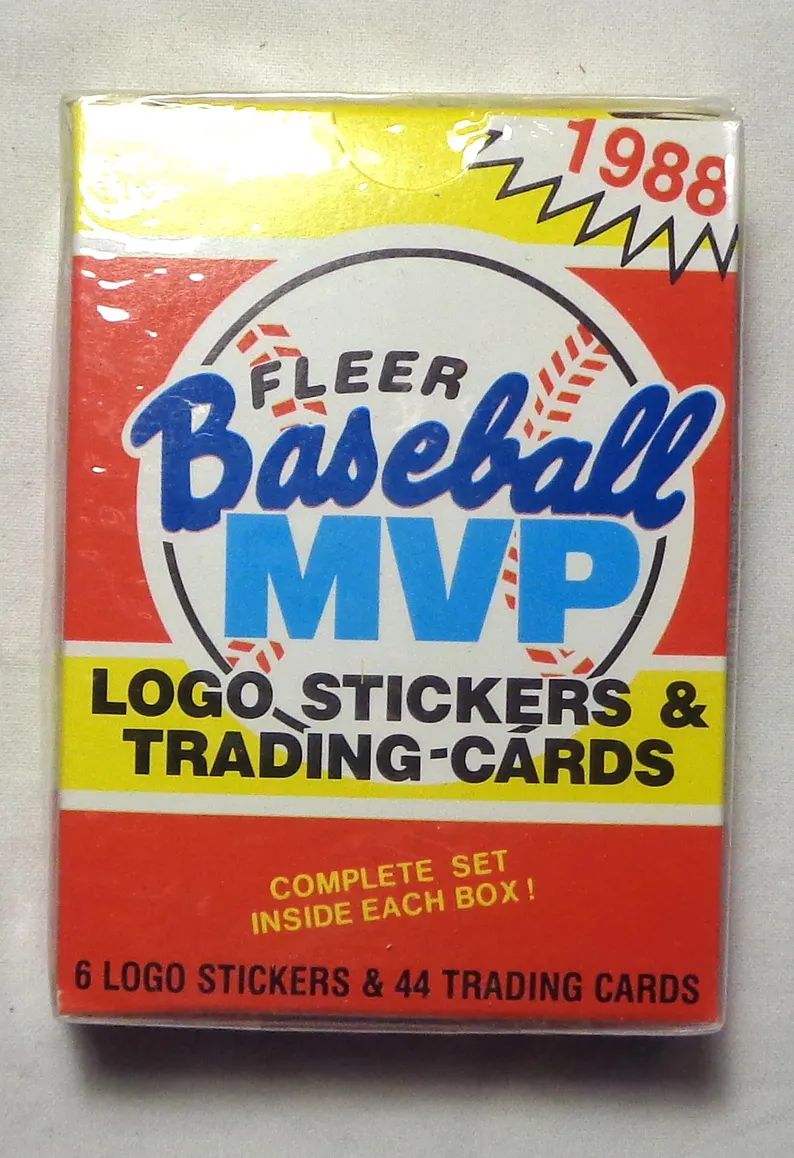 1988
FLEER
Baseball
MVP
LOGO STICKERS &
TRADING-CARDS
COMPLETE SET
INSIDE EACH BOX !
6 LOGO STICKERS & 44 TRADING CARDS